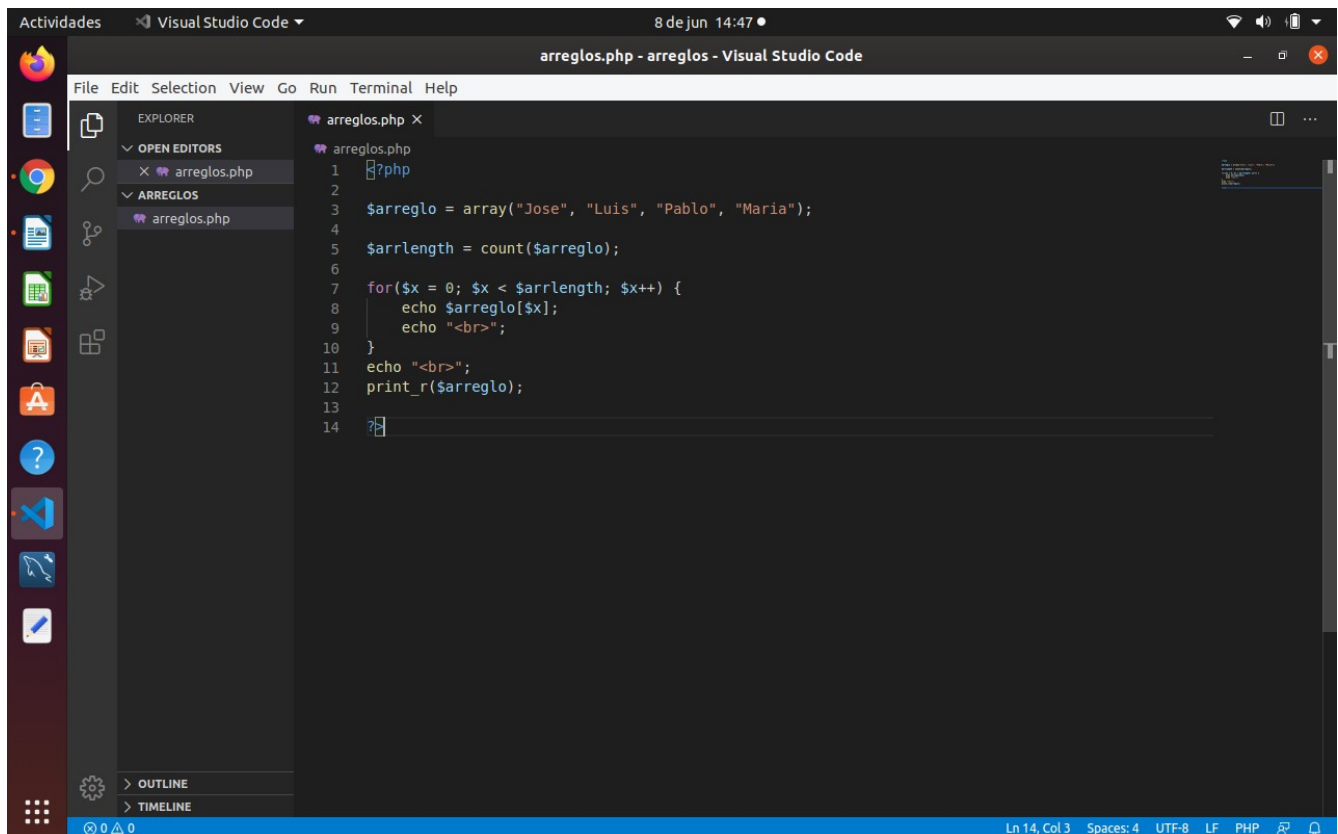 Actividades Visual Studio Code 8 de jun 14:47
arreglos.php - arreglos - Visual Studio Code
File Edit Selection View Go Run Terminal Help
EXPLORER
OPEN EDITORS
arreglos.php
ARREGLOS
arreglos.php
OUTLINE
TIMELINE
arreglos.php
arreglos.php
1 <?php
2
3 $arreglo = array("Jose", "Luis", "Pablo", "Maria");
4
5 $arrlength = count($arreglo);
6
7 for($x = 0; $x < $arrlength; $x++) {
8 echo $arreglo[$x];
9 echo "<br>";
10 }
11 echo "<br>";
12 print_r($arreglo);
13
14 ?>
0 0 Ln 14, Col 3 Spaces: 4 UTF-8 LF PHP